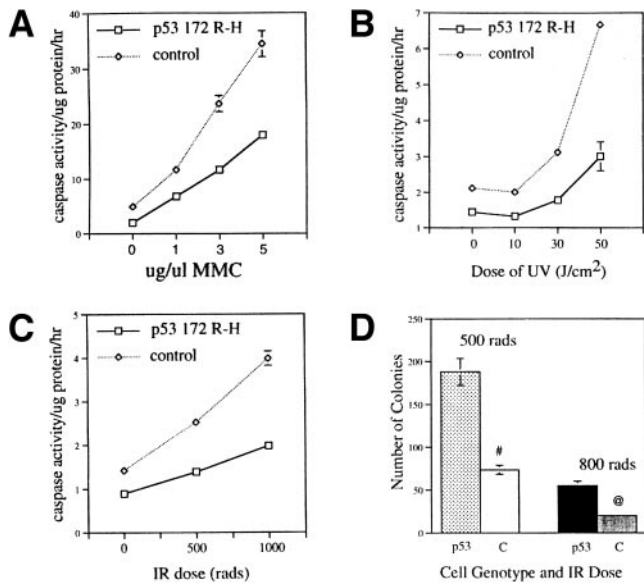 A
caspase activity/ug protein/hr
p53 172 R-H
control
40
30
20
10
0
0 1 3 5
ug/ul MMC
B
caspase activity/ug protein/hr
p53 172 R-H
control
7
6
5
4
3
2
1
0 10 30 50
Dose of UV (J/cm2)
C
caspase activity/ug protein/hr
p53 172 R-H
control
5
4
3
2
1
0
0 500 1000
IR dose (rads)
D
Number of Colonies
250
200
150
100
50
0
500 rads
#
800 rads
@
p53 C p53 C
Cell Genotype and IR Dose